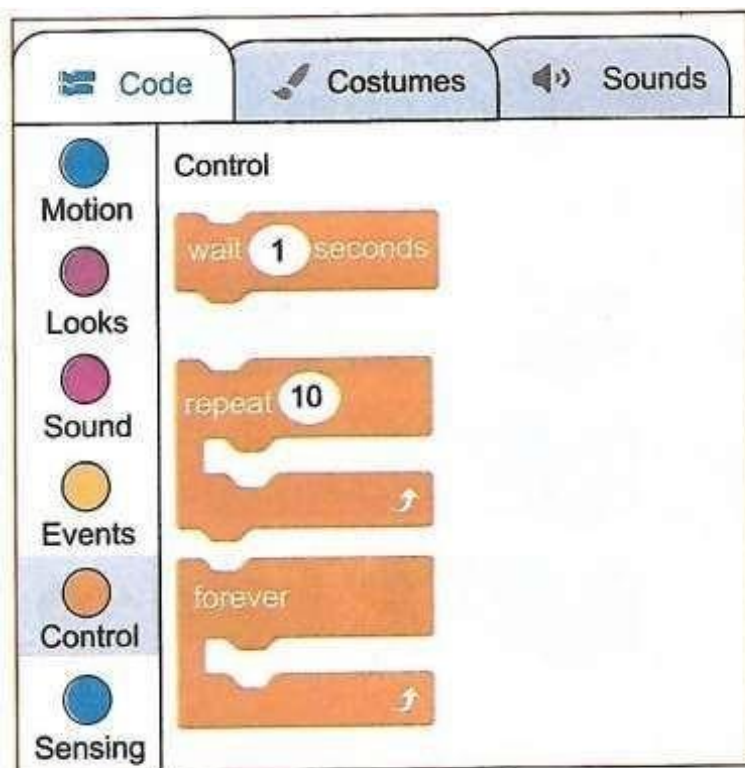 Code Costumes Sounds
Motion
Looks
Sound
Events
Control
Sensing
Control
wait 1 seconds
repeat 10
forever